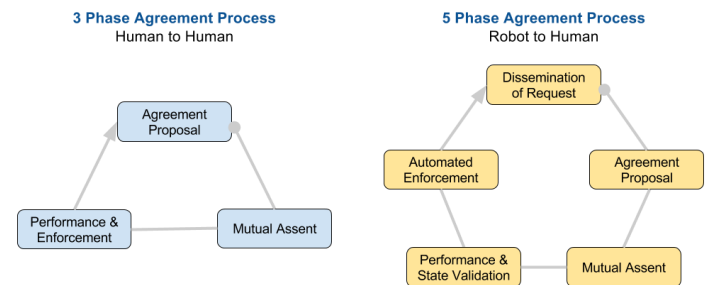 3 Phase Agreement Process
Human to Human
Agreement
Proposal
Performance &
Enforcement
Mutual Assent
5 Phase Agreement Process
Robot to Human
Dissemination
of Request
Automated
Enforcement
Agreement
Proposal
Performance &
State Validation
Mutual Assent